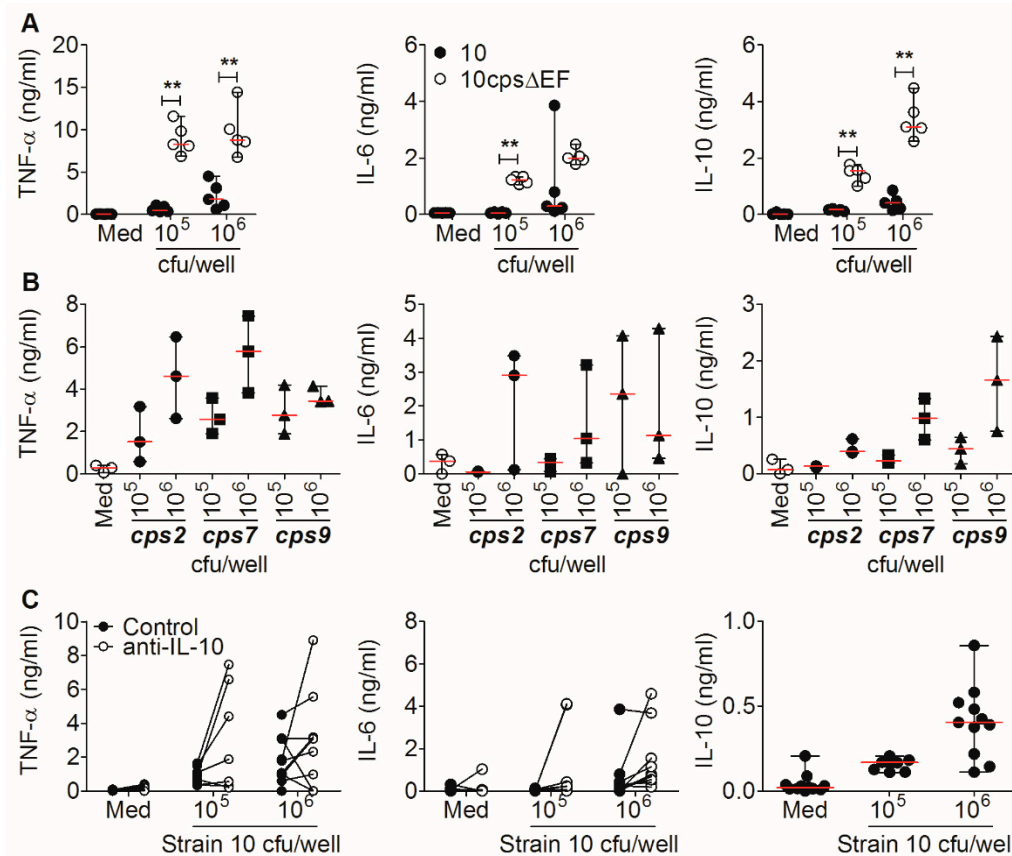 A
TNF-α (ng/ml)
20
15
10
5
0
**
**
Med
10^5
10^6
cfu/well
IL-6 (ng/ml)
6
4
2
0
10
10cpsΔEF
**
Med
10^5
10^6
cfu/well
IL-10 (ng/ml)
6
4
2
0
**
**
Med
10^5
10^6
cfu/well
B
TNF-α (ng/ml)
8
6
4
2
0
Med
10^5
10^6
10^5
10^6
10^5
10^6
cps2
cps7
cps9
cfu/well
IL-6 (ng/ml)
5
4
3
2
1
0
Med
10^5
10^6
10^5
10^6
10^5
10^6
cps2
cps7
cps9
cfu/well
IL-10 (ng/ml)
3
2
1
0
Med
10^5
10^6
10^5
10^6
10^5
10^6
cps2
cps7
cps9
cfu/well
C
TNF-α (ng/ml)
10
8
6
4
2
0
Control
anti-IL-10
Med
10^5
10^6
Strain 10 cfu/well
IL-6 (ng/ml)
8
6
4
2
0
Med
10^5
10^6
Strain 10 cfu/well
IL-10 (ng/ml)
1.0
0.5
0.0
Med
10^5
10^6
Strain 10 cfu/well